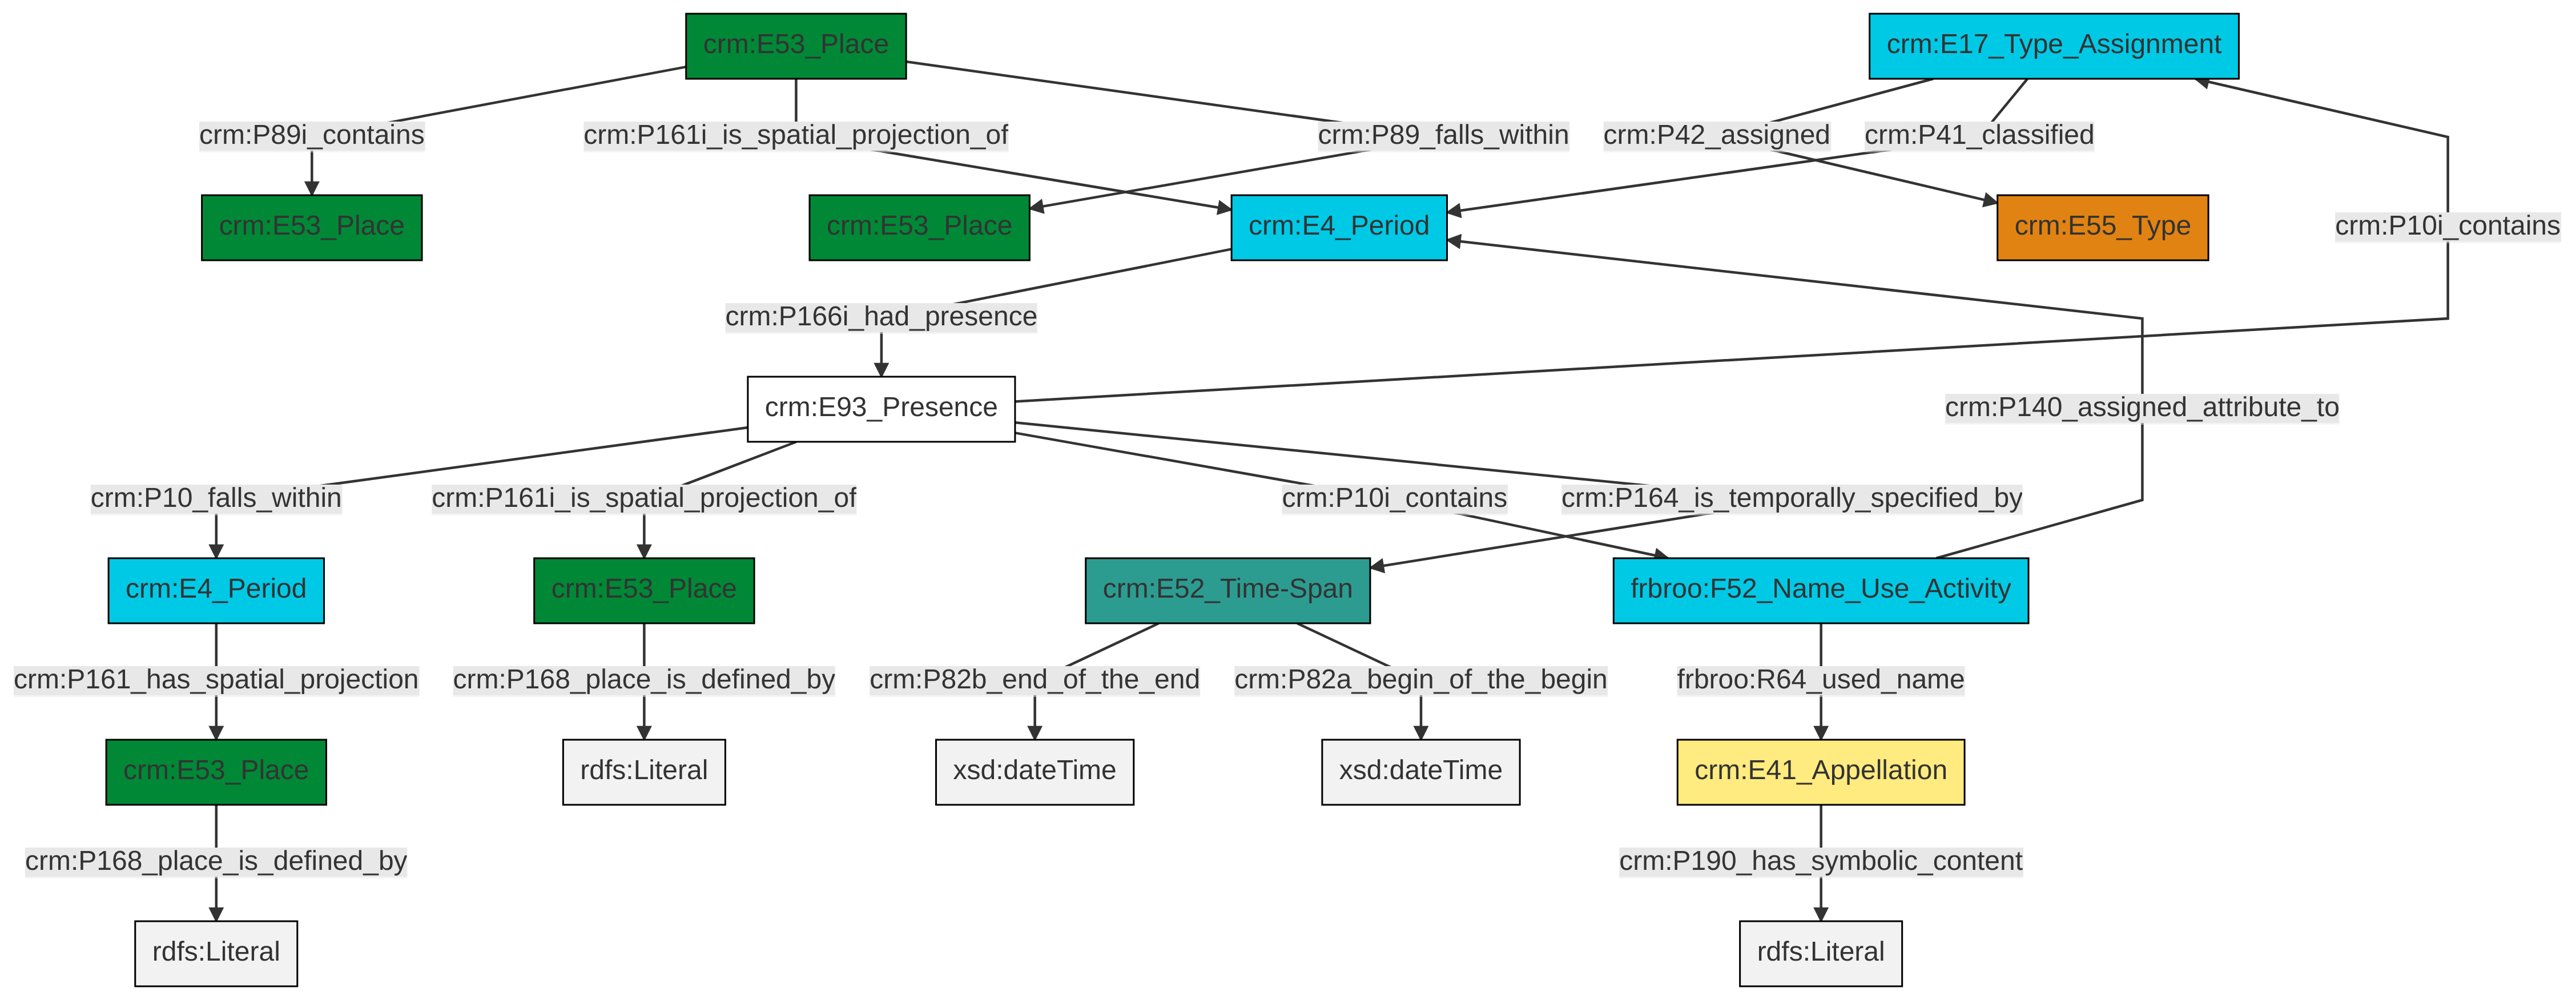 crm:E53_Place
crm:E17_Type_Assignment
crm:P89i_contains
crm:P161i_is_spatial_projection_of
crm:P89_falls_within
crm:P42_assigned
crm:P41_classified
crm:E53_Place
crm:E53_Place
crm:E4_Period
crm:E55_Type
crm:P10i_contains
crm:P166i_had_presence
crm:E93_Presence
crm:P140_assigned_attribute_to
crm:P10_falls_within
crm:P161i_is_spatial_projection_of
crm:P10i_contains
crm:P164_is_temporally_specified_by
crm:E4_Period
crm:E53_Place
crm:E52_Time-Span
frbroo:F52_Name_Use_Activity
crm:P161_has_spatial_projection
crm:P168_place_is_defined_by
crm:P82b_end_of_the_end
crm:P82a_begin_of_the_begin
frbroo:R64_used_name
crm:E53_Place
rdfs:Literal
xsd:dateTime
xsd:dateTime
crm:E41_Appellation
crm:P168_place_is_defined_by
crm:P190_has_symbolic_content
rdfs:Literal
rdfs:Literal